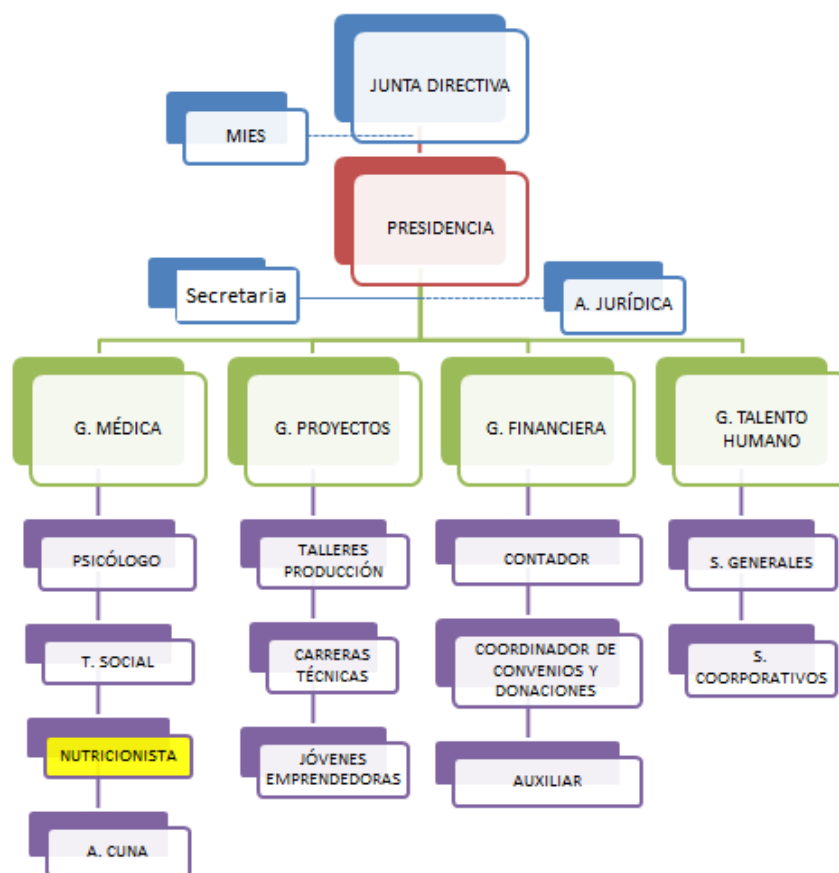 JUNTA DIRECTIVA
MIES
PRESIDENCIA
Secretaria
A. JURÍDICA
G. MÉDICA
G. PROYECTOS
G. FINANCIERA
G. TALENTO
HUMANO
PSICÓLOGO
TALLERES
PRODUCCIÓN
CONTADOR
S. GENERALES
T. SOCIAL
CARRERAS
TÉCNICAS
COORDINADOR DE
CONVENIOS Y
DONACIONES
S.
COORPORATIVOS
NUTRICIONISTA
JÓVENES
EMPRENDEDORAS
AUXILIAR
A. CUNA